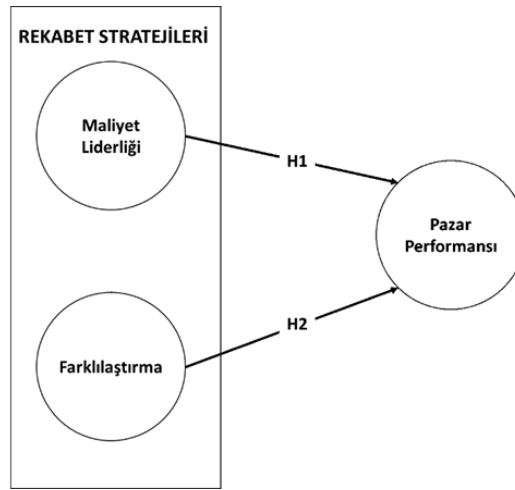 REKABET STRATEJİLERİ
Maliyet
Liderliği
H1
Pazar
Performansı
H2
Farklılaştırma